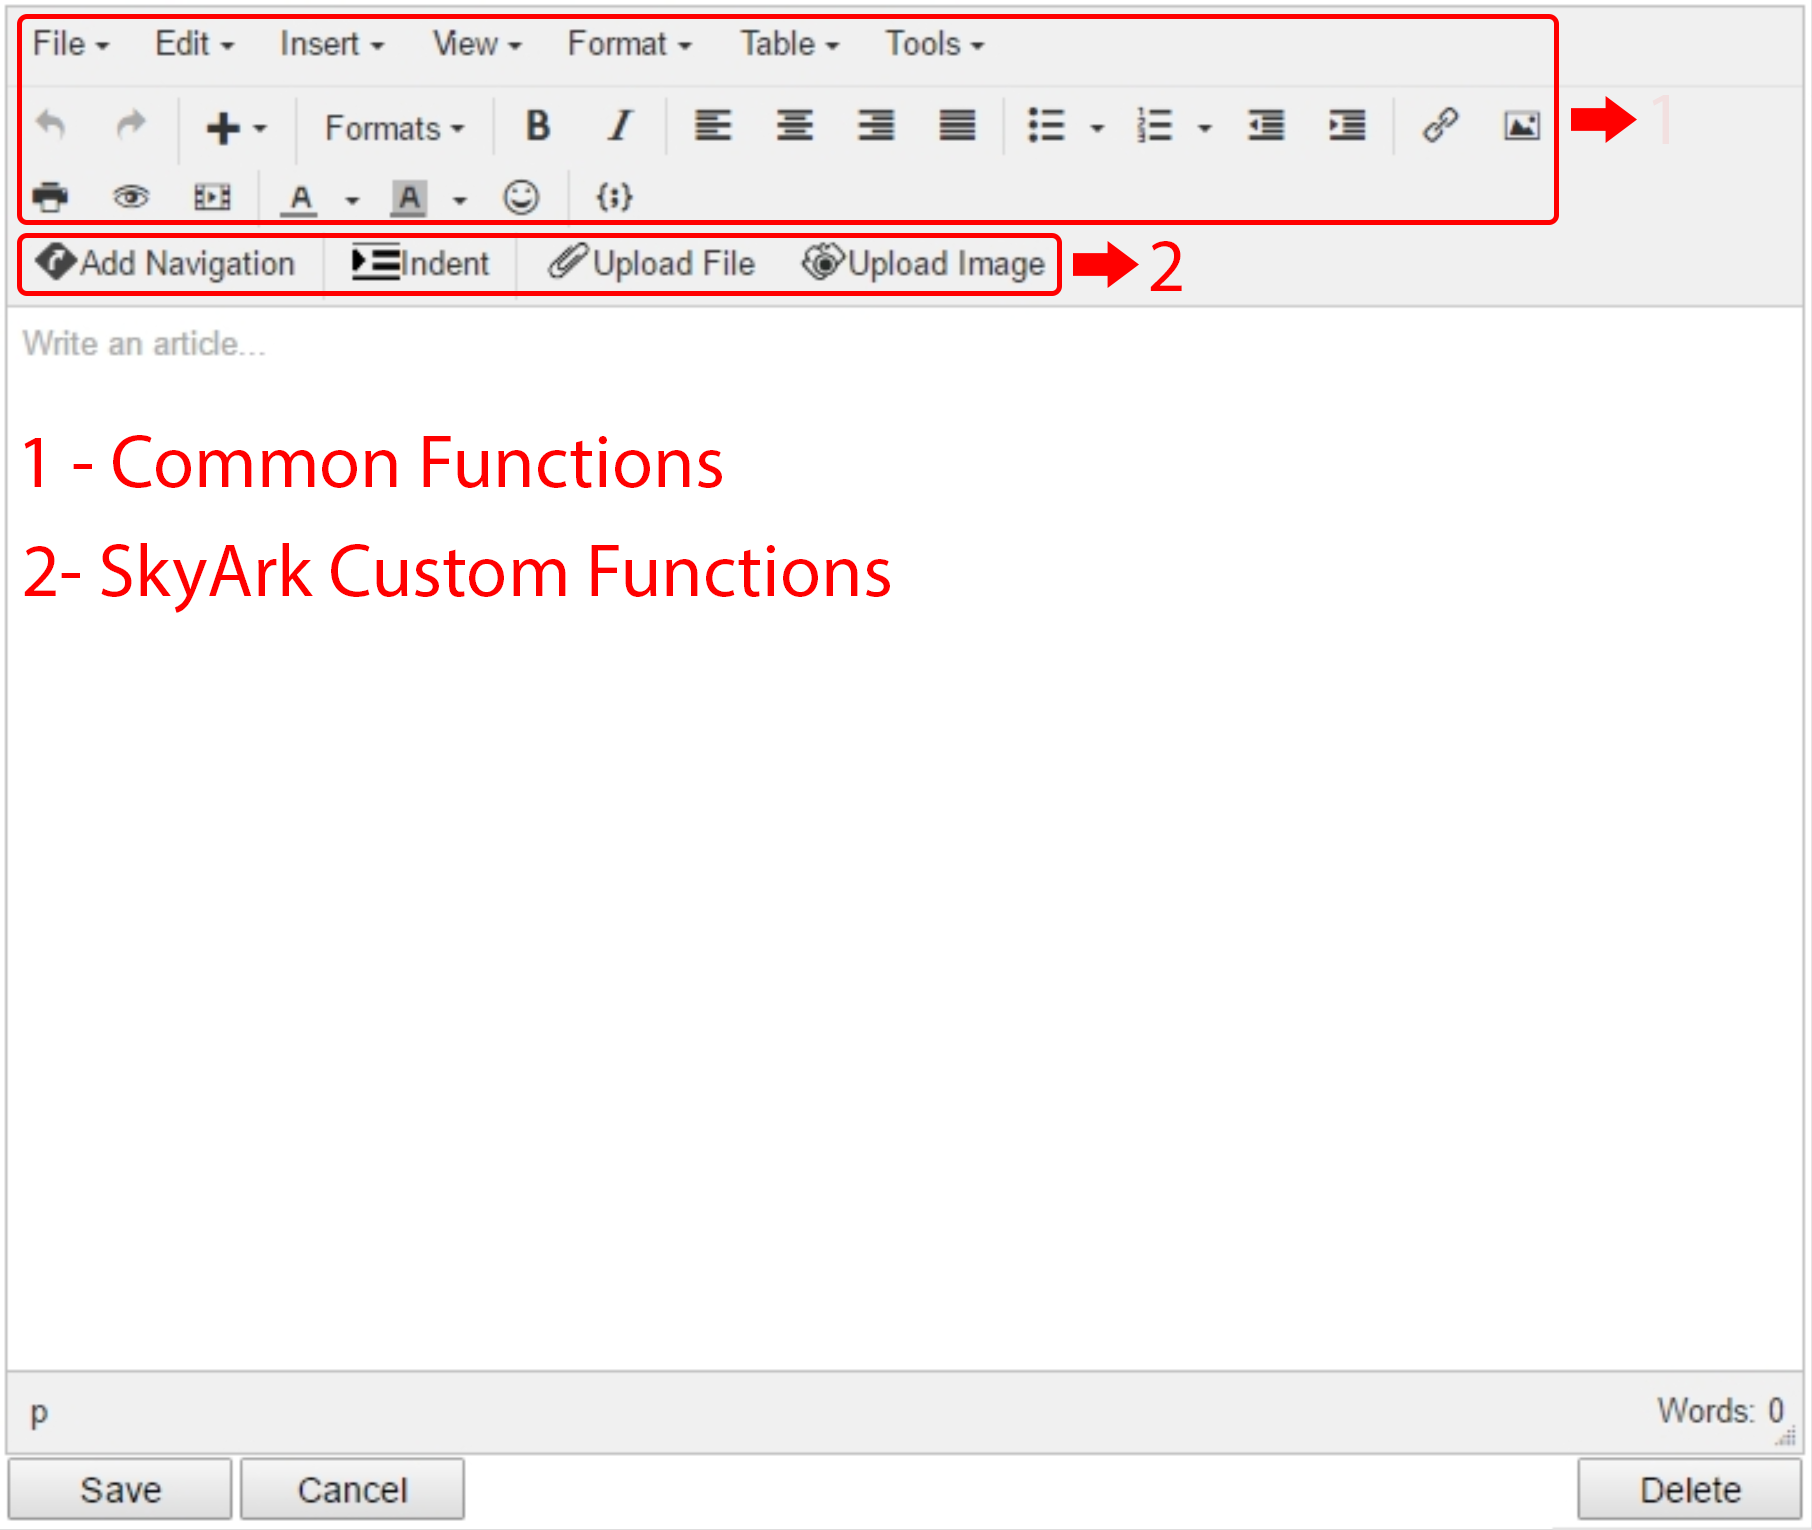 File Edit Insert View Format Table Tools
Formats B I 1
A A {;}
Add Navigation Indent Upload File Upload Image 2
Write an article...
1 - Common Functions
2- SkyArk Custom Functions
p Words: 0
Save Cancel Delete